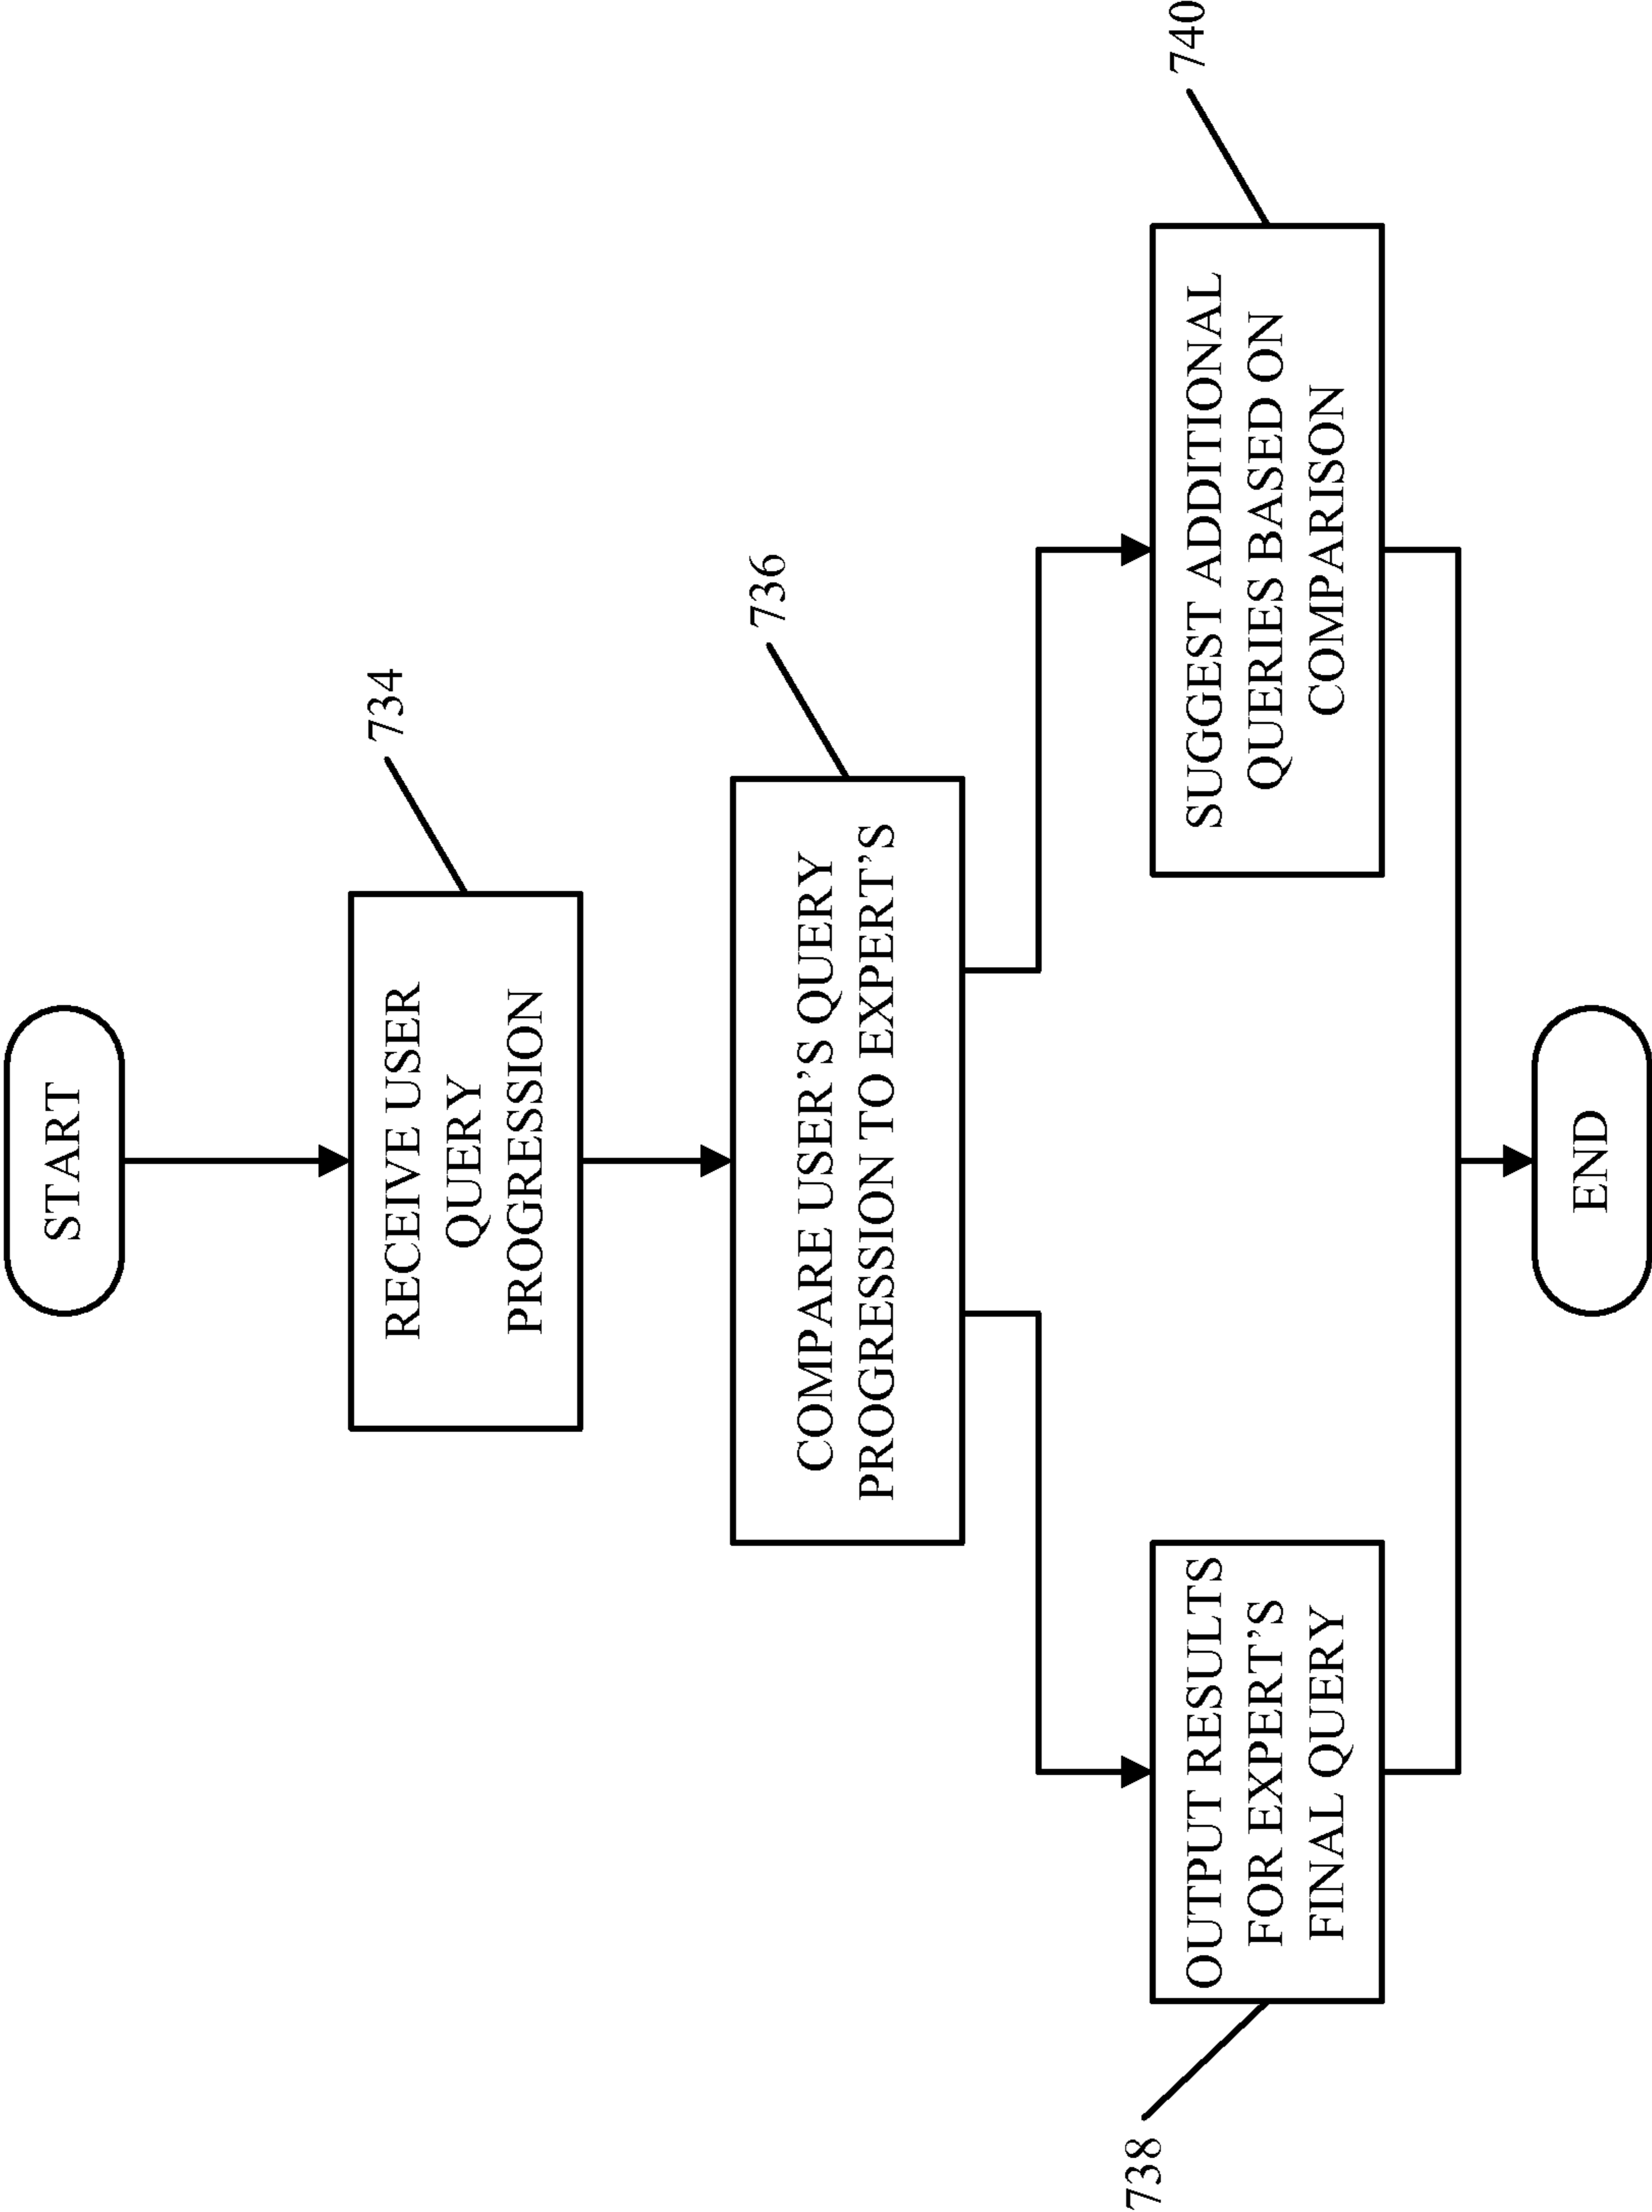 START
RECEIVE USER
QUERY
PROGRESSION
734
COMPARE USER'S QUERY
PROGRESSION TO EXPERT'S
736
OUTPUT RESULTS
FOR EXPERT'S
FINAL QUERY
738
SUGGEST ADDITIONAL
QUERIES BASED ON
COMPARISON
740
END